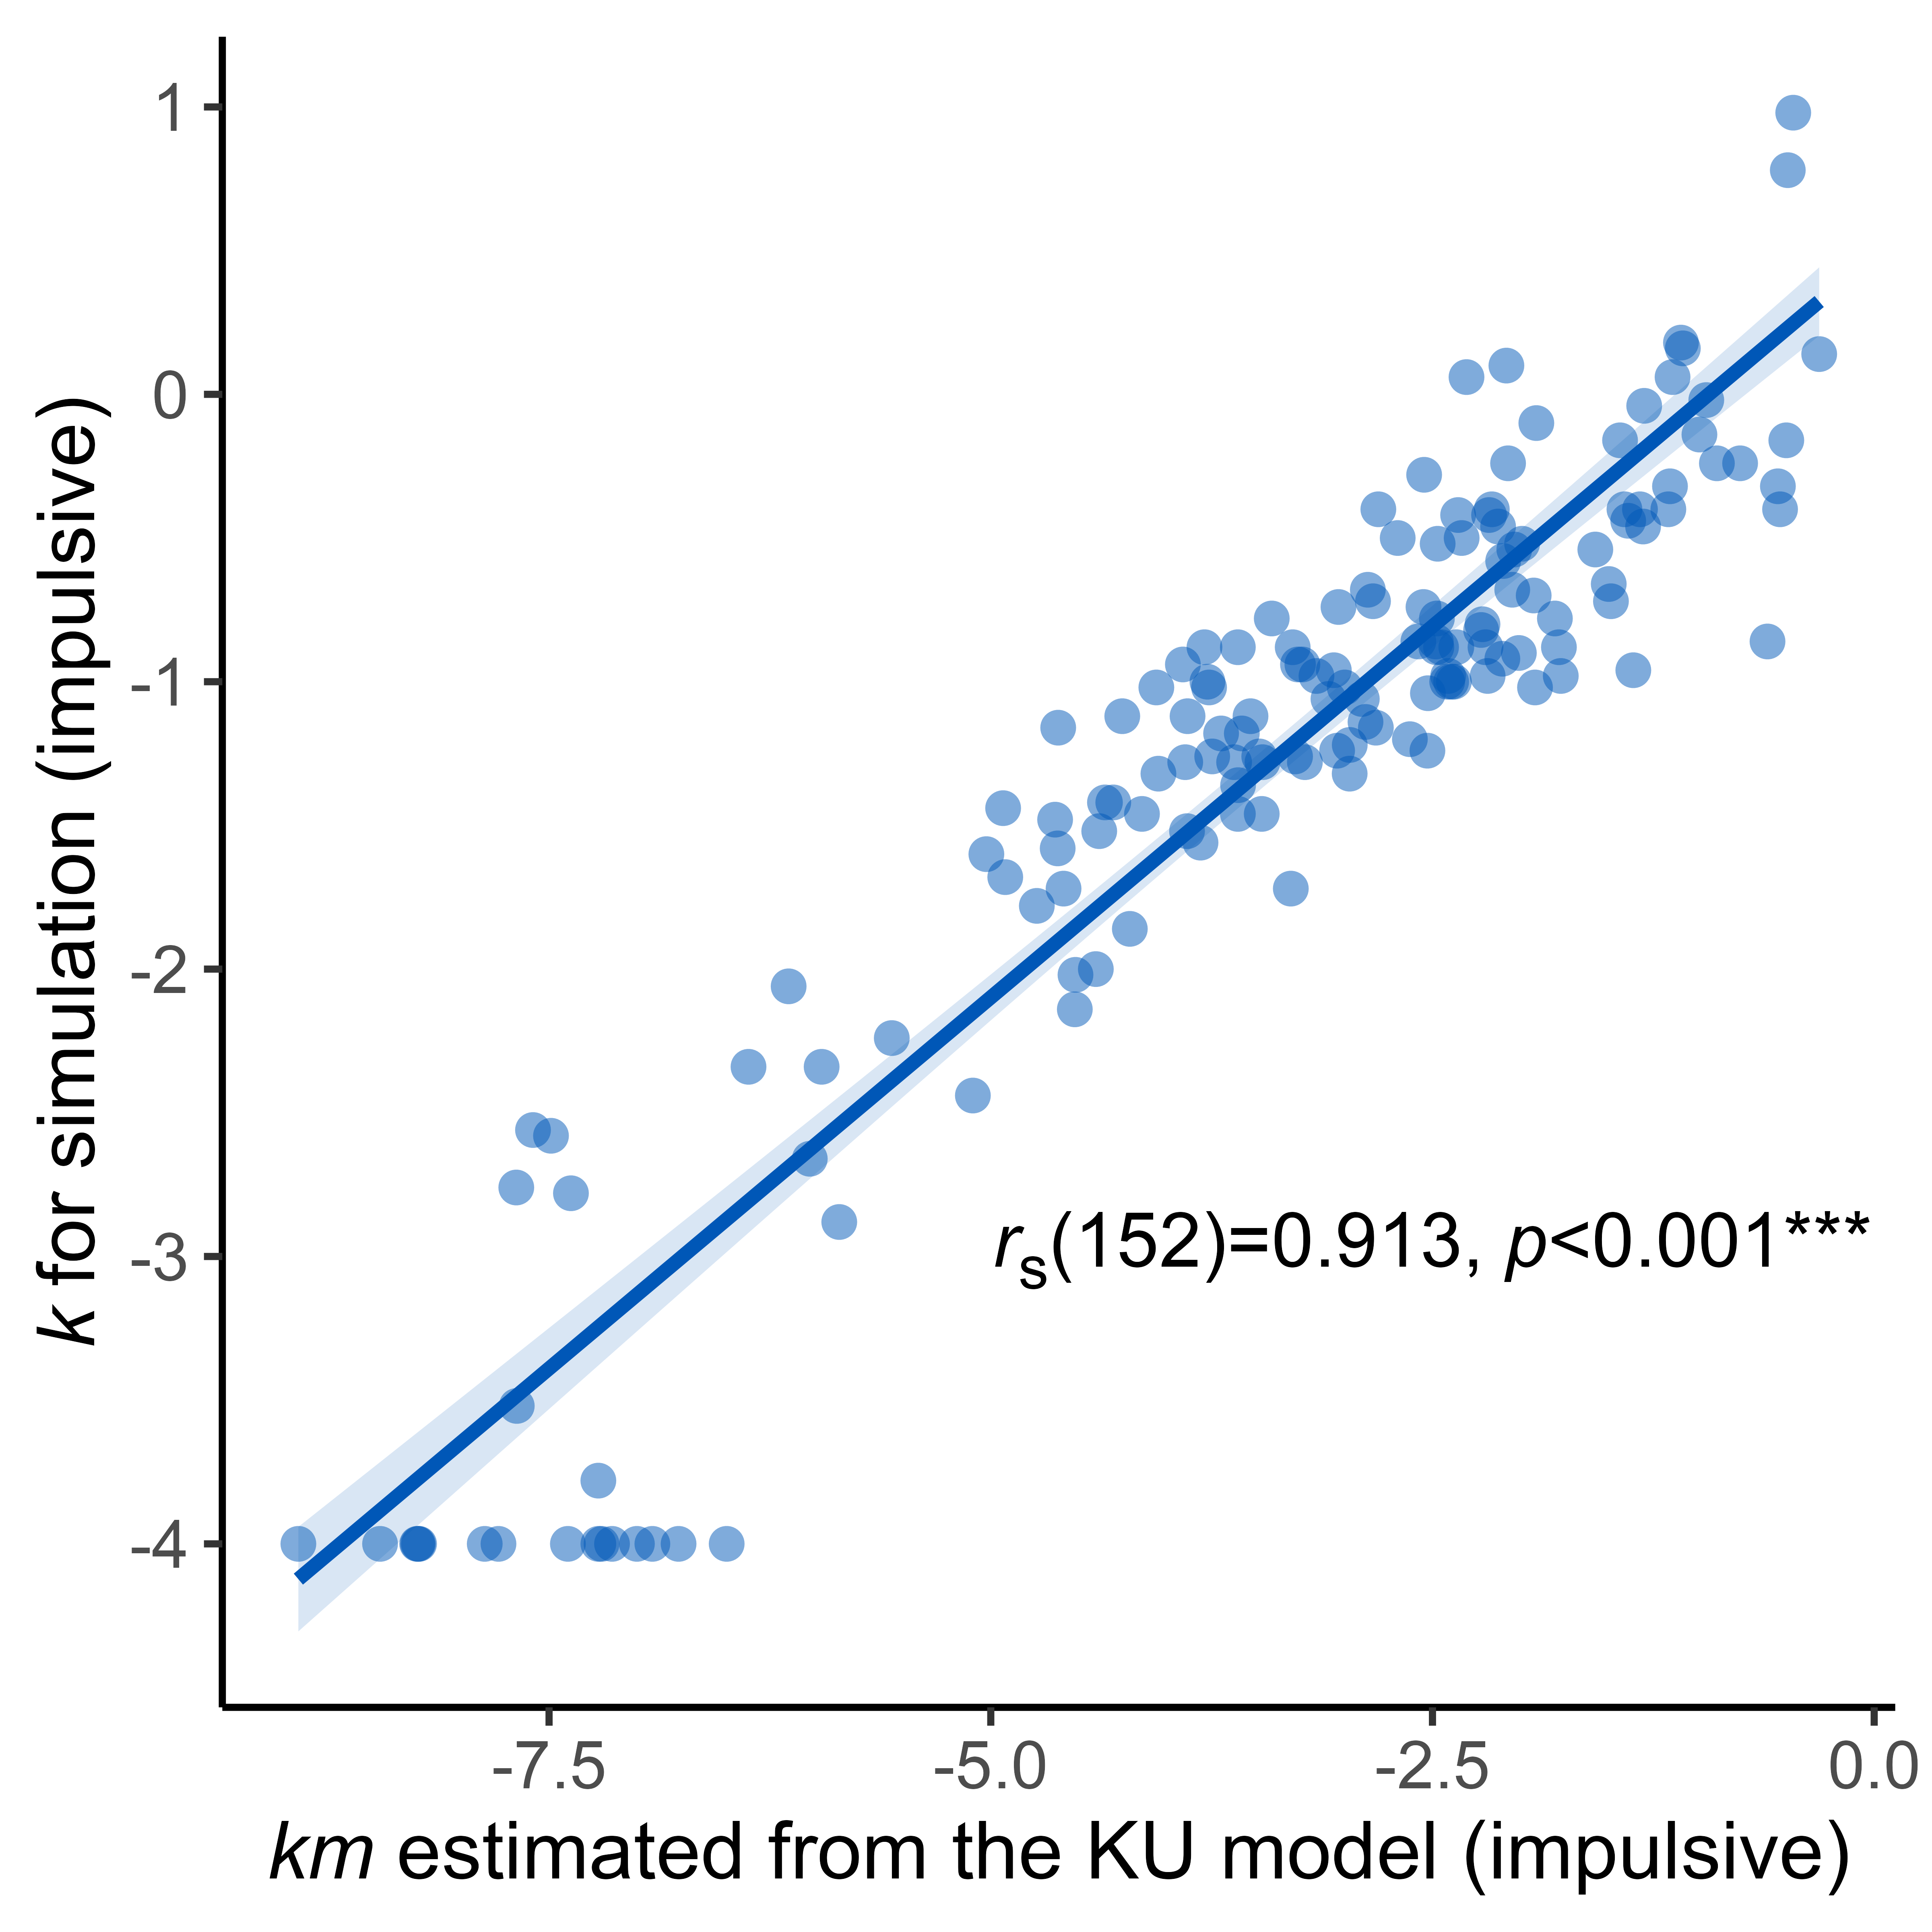 1
0
-1
-2
-3
-4
k for simulation (impulsive)
rs(152)=0.913, p<0.001***
-7.5 -5.0 -2.5 0.0
km estimated from the KU model (impulsive)